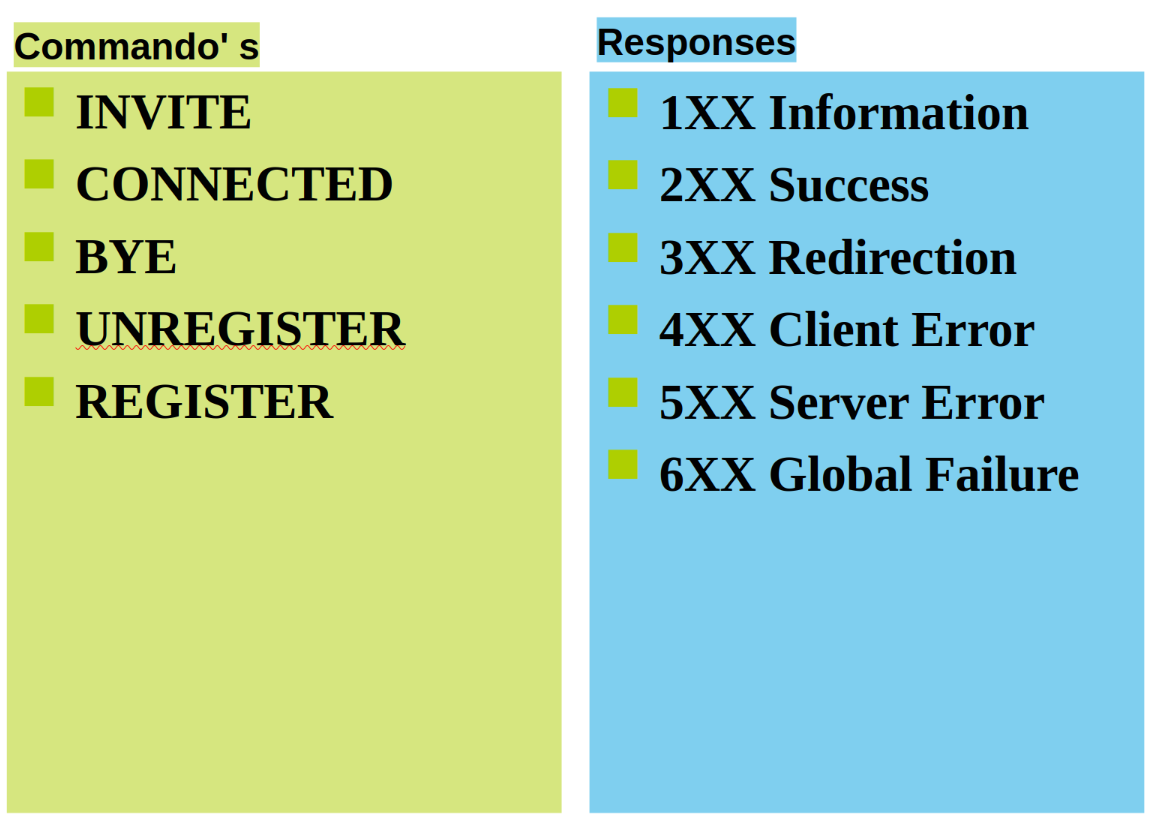 Commando' s
INVITE
CONNECTED
BYE
UNREGISTER
REGISTER
Responses
1XX Information
2XX Success
3XX Redirection
4XX Client Error
5XX Server Error
6XX Global Failure